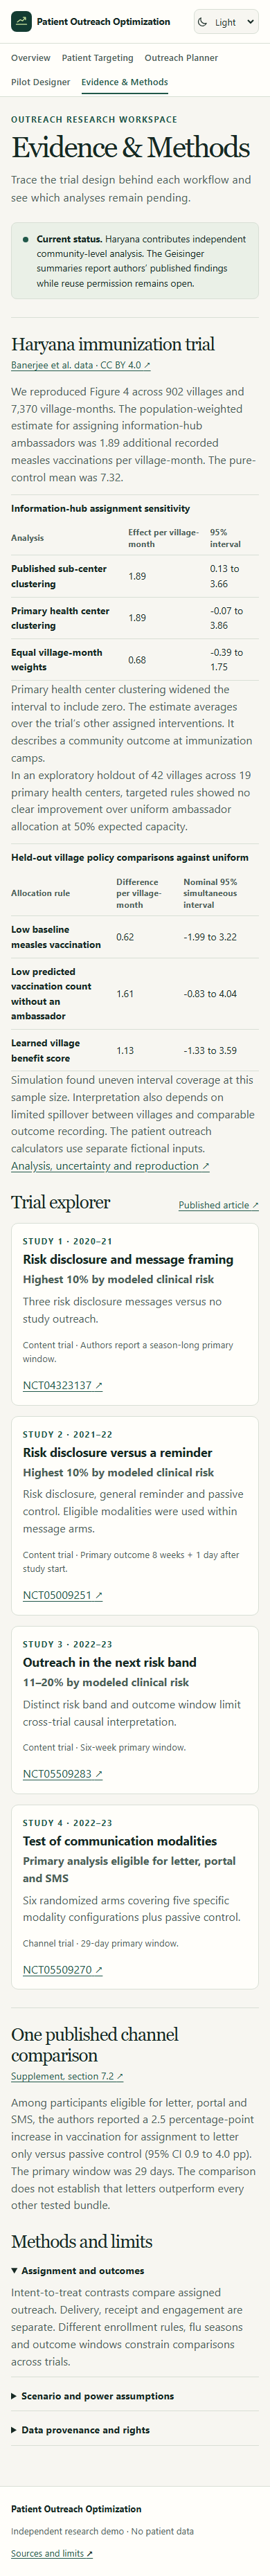 Patient Outreach Optimization
Light
Overview Patient Targeting Outreach Planner
Pilot Designer Evidence & Methods
OUTREACH RESEARCH WORKSPACE
Evidence & Methods
Trace the trial design behind each workflow and
see which analyses remain pending.
Current status. Haryana contributes independent
community-level analysis. The Geisinger
summaries report authors' published findings
while reuse permission remains open.
Haryana immunization trial
Banerjee et al. data · CC BY 4.0 ↗
We reproduced Figure 4 across 902 villages and
7,370 village-months. The population-weighted
estimate for assigning information-hub
ambassadors was 1.89 additional recorded
measles vaccinations per village-month. The pure-
control mean was 7.32.
Information-hub assignment sensitivity
Analysis Effect per village-month 95% interval
Published sub-center clustering 1.89 0.13 to 3.66
Primary health center clustering 1.89 -0.07 to 3.86
Equal village-month weights 0.68 -0.39 to 1.75
Primary health center clustering widened the
interval to include zero. The estimate averages
over the trial's other assigned interventions. It
describes a community outcome at immunization
camps.
In an exploratory holdout of 42 villages across 19
primary health centers, targeted rules showed no
clear improvement over uniform ambassador
allocation at 50% expected capacity.
Held-out village policy comparisons against uniform
Allocation rule Difference per village-month Nominal 95% simultaneous interval
Low baseline measles vaccination 0.62 -1.99 to 3.22
Low predicted vaccination count without an ambassador 1.61 -0.83 to 4.04
Learned village benefit score 1.13 -1.33 to 3.59
Simulation found uneven interval coverage at this
sample size. Interpretation also depends on
limited spillover between villages and comparable
outcome recording. The patient outreach
calculators use separate fictional inputs.
Analysis, uncertainty and reproduction ↗
Trial explorer
Published article ↗
STUDY 1 · 2020–21
Risk disclosure and message framing
Highest 10% by modeled clinical risk
Three risk disclosure messages versus no
study outreach.
Content trial · Authors report a season-long primary
window.
NCT04323137 ↗
STUDY 2 · 2021–22
Risk disclosure versus a reminder
Highest 10% by modeled clinical risk
Risk disclosure, general reminder and passive
control. Eligible modalities were used within
message arms.
Content trial · Primary outcome 8 weeks + 1 day after
study start.
NCT05009251 ↗
STUDY 3 · 2022–23
Outreach in the next risk band
11–20% by modeled clinical risk
Distinct risk band and outcome window limit
cross-trial causal interpretation.
Content trial · Six-week primary window.
NCT05509283 ↗
STUDY 4 · 2022–23
Test of communication modalities
Primary analysis eligible for letter, portal
and SMS
Six randomized arms covering five specific
modality configurations plus passive control.
Channel trial · 29-day primary window.
NCT05509270 ↗
One published channel
comparison
Supplement, section 7.2 ↗
Among participants eligible for letter, portal and
SMS, the authors reported a 2.5 percentage-point
increase in vaccination for assignment to letter
only versus passive control (95% CI 0.9 to 4.0 pp).
The primary window was 29 days. The comparison
does not establish that letters outperform every
other tested bundle.
Methods and limits
▼ Assignment and outcomes
Intent-to-treat contrasts compare assigned
outreach. Delivery, receipt and engagement are
separate. Different enrollment rules, flu seasons
and outcome windows constrain comparisons
across trials.
▶ Scenario and power assumptions
▶ Data provenance and rights
Patient Outreach Optimization
Independent research demo · No patient data
Sources and limits ↗